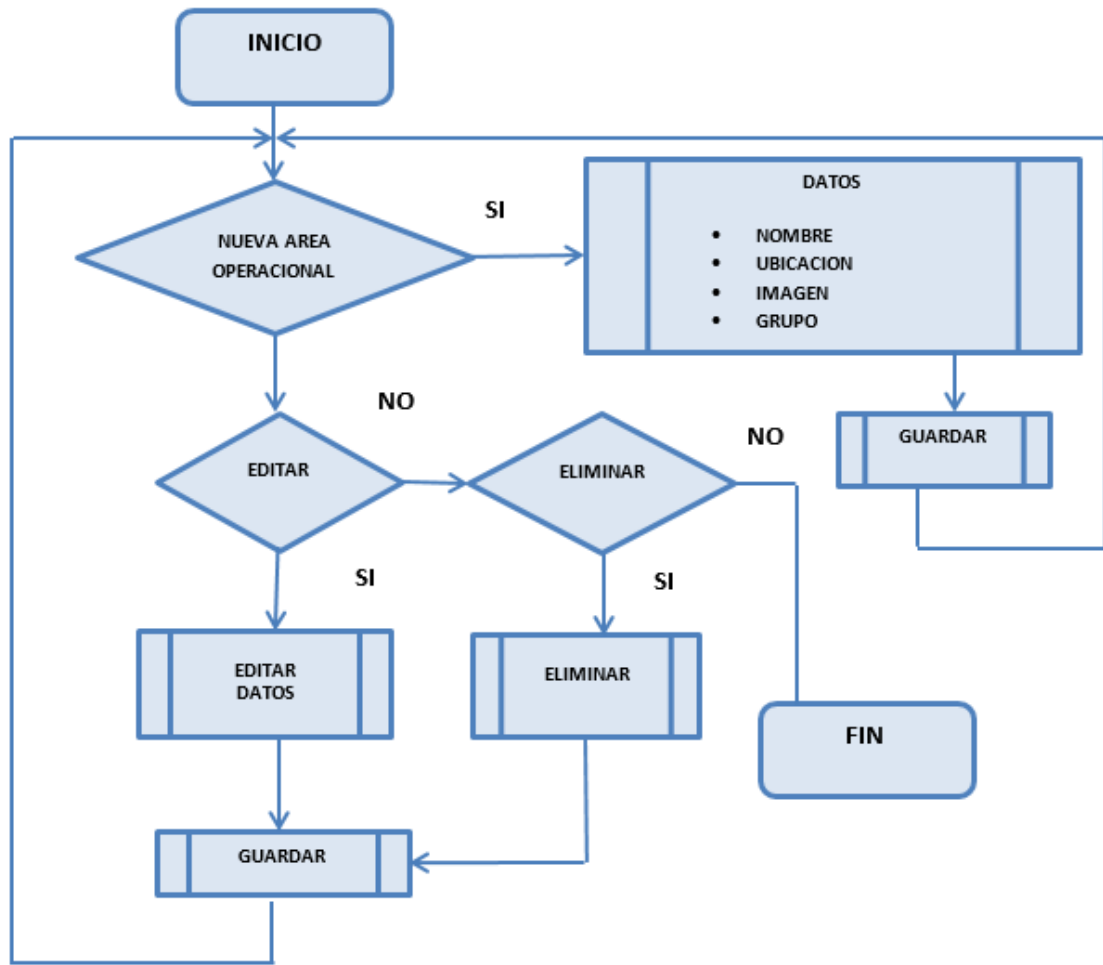 INICIO
SI
DATOS
NUEVA AREA
OPERACIONAL
• NOMBRE
• UBICACION
• IMAGEN
• GRUPO
NO
NO
GUARDAR
EDITAR
ELIMINAR
SI
SI
EDITAR
DATOS
ELIMINAR
FIN
GUARDAR